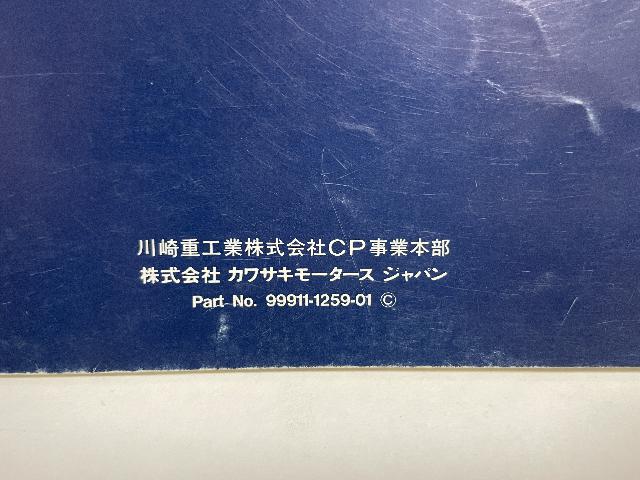 川崎重工業株式会社CP事業本部
株式会社 カワサキモータース ジャパン
Part No. 99911-1259-01 ©